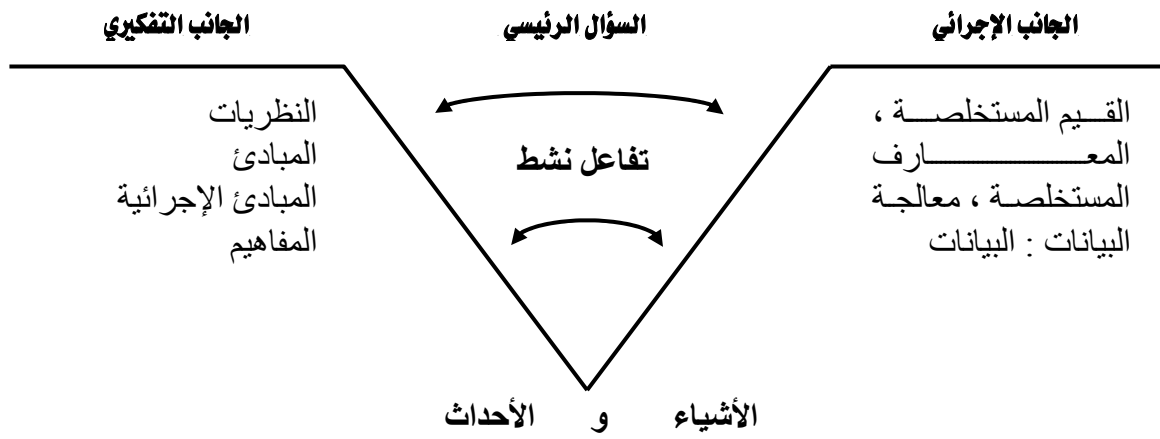 الجانب الإجرائي
السؤال الرئيسي
الجانب التفكيري
القيم المستخلصة ،
المعارف
المستخلصة ، معالجة
البيانات : البيانات
تفاعل نشط
النظريات
المبادئ
المبادئ الإجرائية
المفاهيم
الأشياء و الأحداث